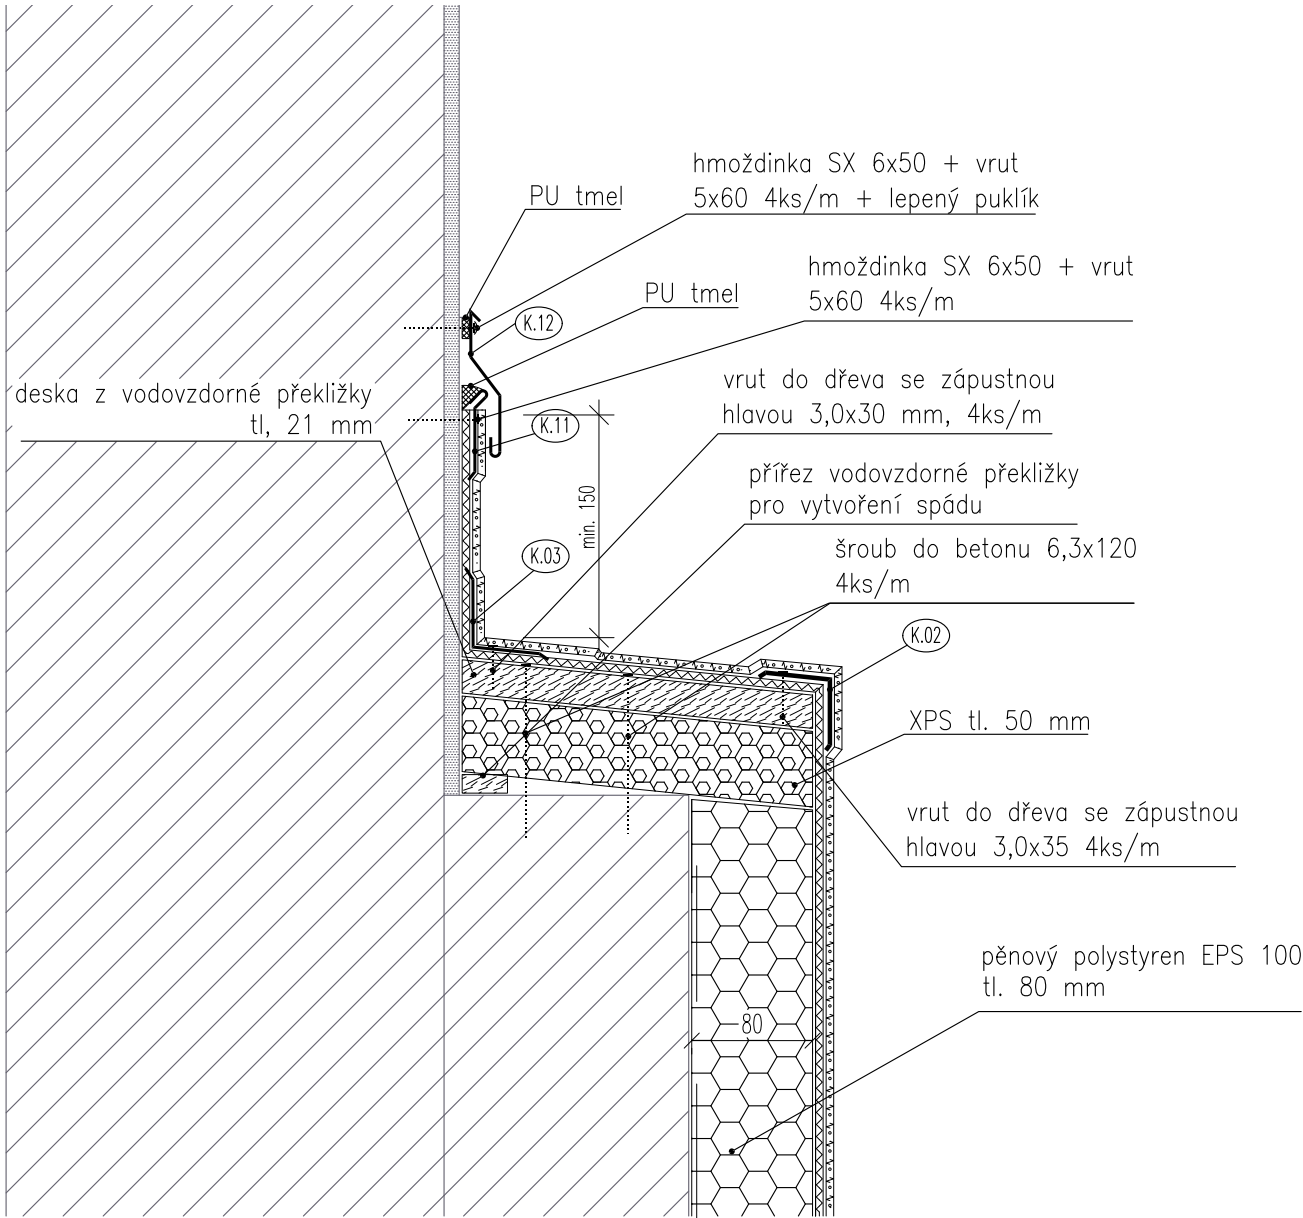 hmoždinka SX 6x50 + vrut
5x60 4ks/m + lepený puklík
PU tmel
hmoždinka SX 6x50 + vrut
5x60 4ks/m
PU tmel
K.12
deska z vodovzdorné překližky
tl, 21 mm
vrut do dřeva se zápustnou
hlavou 3,0x30 mm, 4ks/m
K.11
přířez vodovzdorné překližky
pro vytvoření spádu
min. 150
šroub do betonu 6,3x120
4ks/m
K.03
K.02
XPS tl. 50 mm
vrut do dřeva se zápustnou
hlavou 3,0x35 4ks/m
pěnový polystyren EPS 100
tl. 80 mm
80